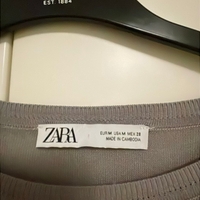 EST 1884
ZARA
EUR M USA M MEX 28
MADE IN CAMBODIA